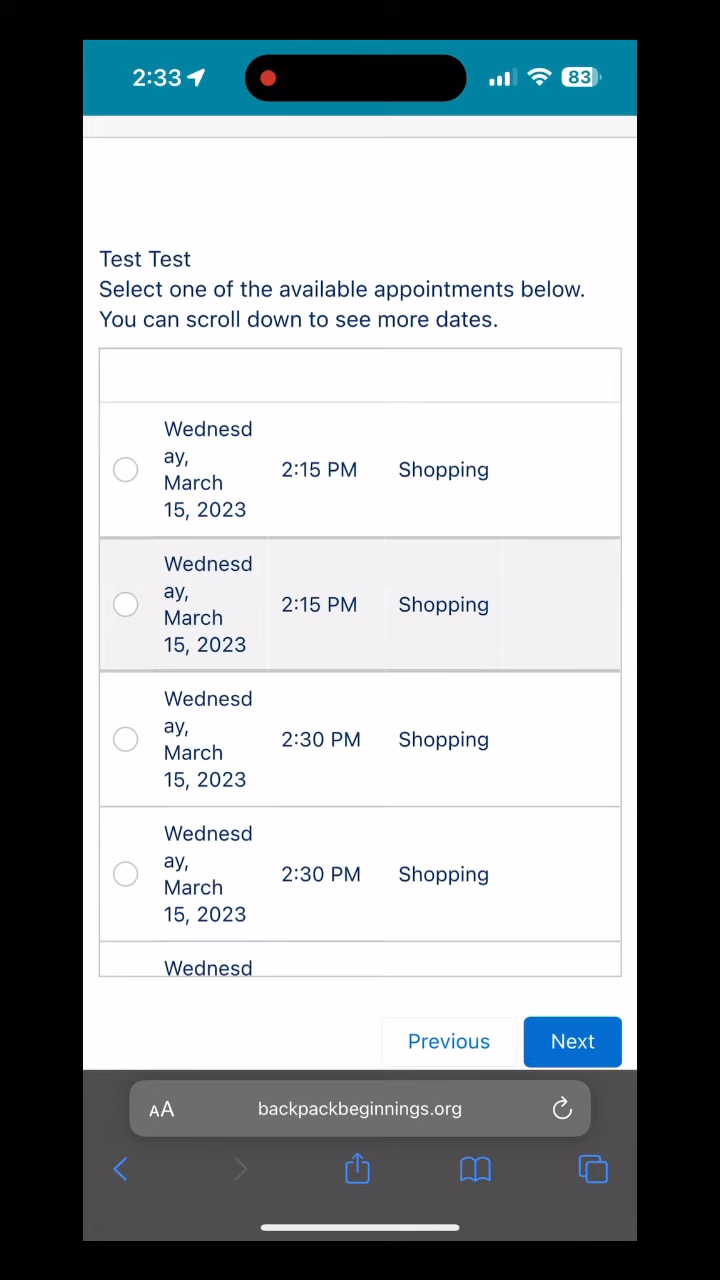 2:33
83
Test Test
Select one of the available appointments below.
You can scroll down to see more dates.
Wednesd
ay,
March
15, 2023
2:15 PM
Shopping
Wednesd
ay,
March
15, 2023
2:15 PM
Shopping
Wednesd
ay,
March
15, 2023
2:30 PM
Shopping
Wednesd
ay,
March
15, 2023
2:30 PM
Shopping
Wednesd
Previous
Next
AA
backpackbeginnings.org